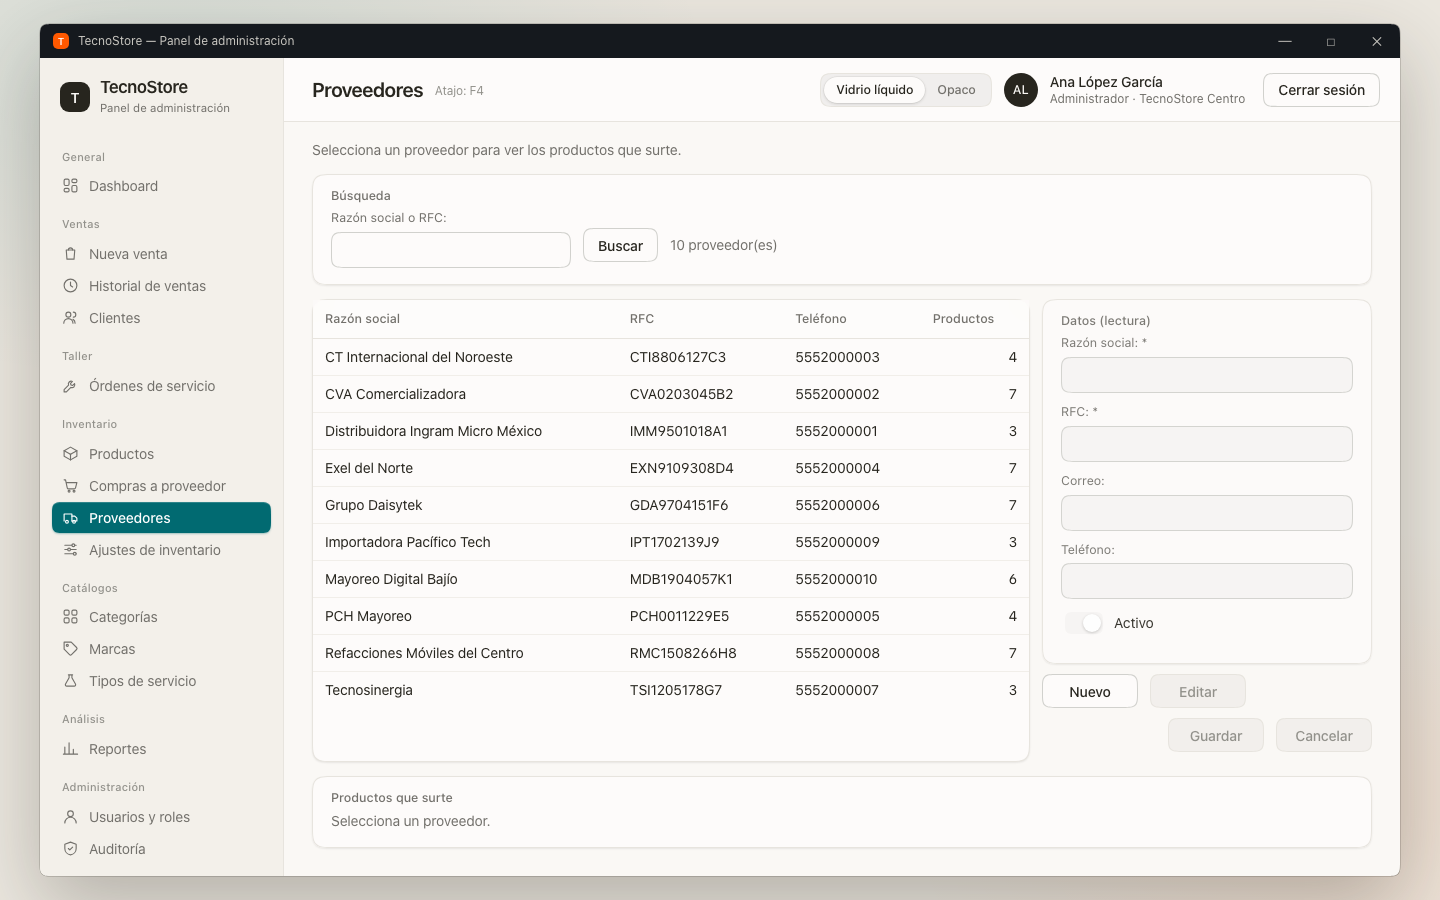 T TecnoStore — Panel de administración
T TecnoStore
Panel de administración
General
Dashboard
Ventas
Nueva venta
Historial de ventas
Clientes
Taller
Órdenes de servicio
Inventario
Productos
Compras a proveedor
Proveedores
Ajustes de inventario
Catálogos
Categorías
Marcas
Tipos de servicio
Análisis
Reportes
Administración
Usuarios y roles
Auditoría
Proveedores Atajo: F4
Vidrio líquido Opaco
AL Ana López García
Administrador · TecnoStore Centro
Cerrar sesión
Selecciona un proveedor para ver los productos que surte.
Búsqueda
Razón social o RFC:
Buscar 10 proveedor(es)
Razón social RFC Teléfono Productos
CT Internacional del Noroeste CTI8806127C3 5552000003 4
CVA Comercializadora CVA0203045B2 5552000002 7
Distribuidora Ingram Micro México IMM9501018A1 5552000001 3
Exel del Norte EXN9109308D4 5552000004 7
Grupo Daisytek GDA9704151F6 5552000006 7
Importadora Pacífico Tech IPT1702139J9 5552000009 3
Mayoreo Digital Bajío MDB1904057K1 5552000010 6
PCH Mayoreo PCH0011229E5 5552000005 4
Refacciones Móviles del Centro RMC1508266H8 5552000008 7
Tecnosinergia TSI1205178G7 5552000007 3
Datos (lectura)
Razón social: *
RFC: *
Correo:
Teléfono:
Activo
Nuevo Editar
Guardar Cancelar
Productos que surte
Selecciona un proveedor.